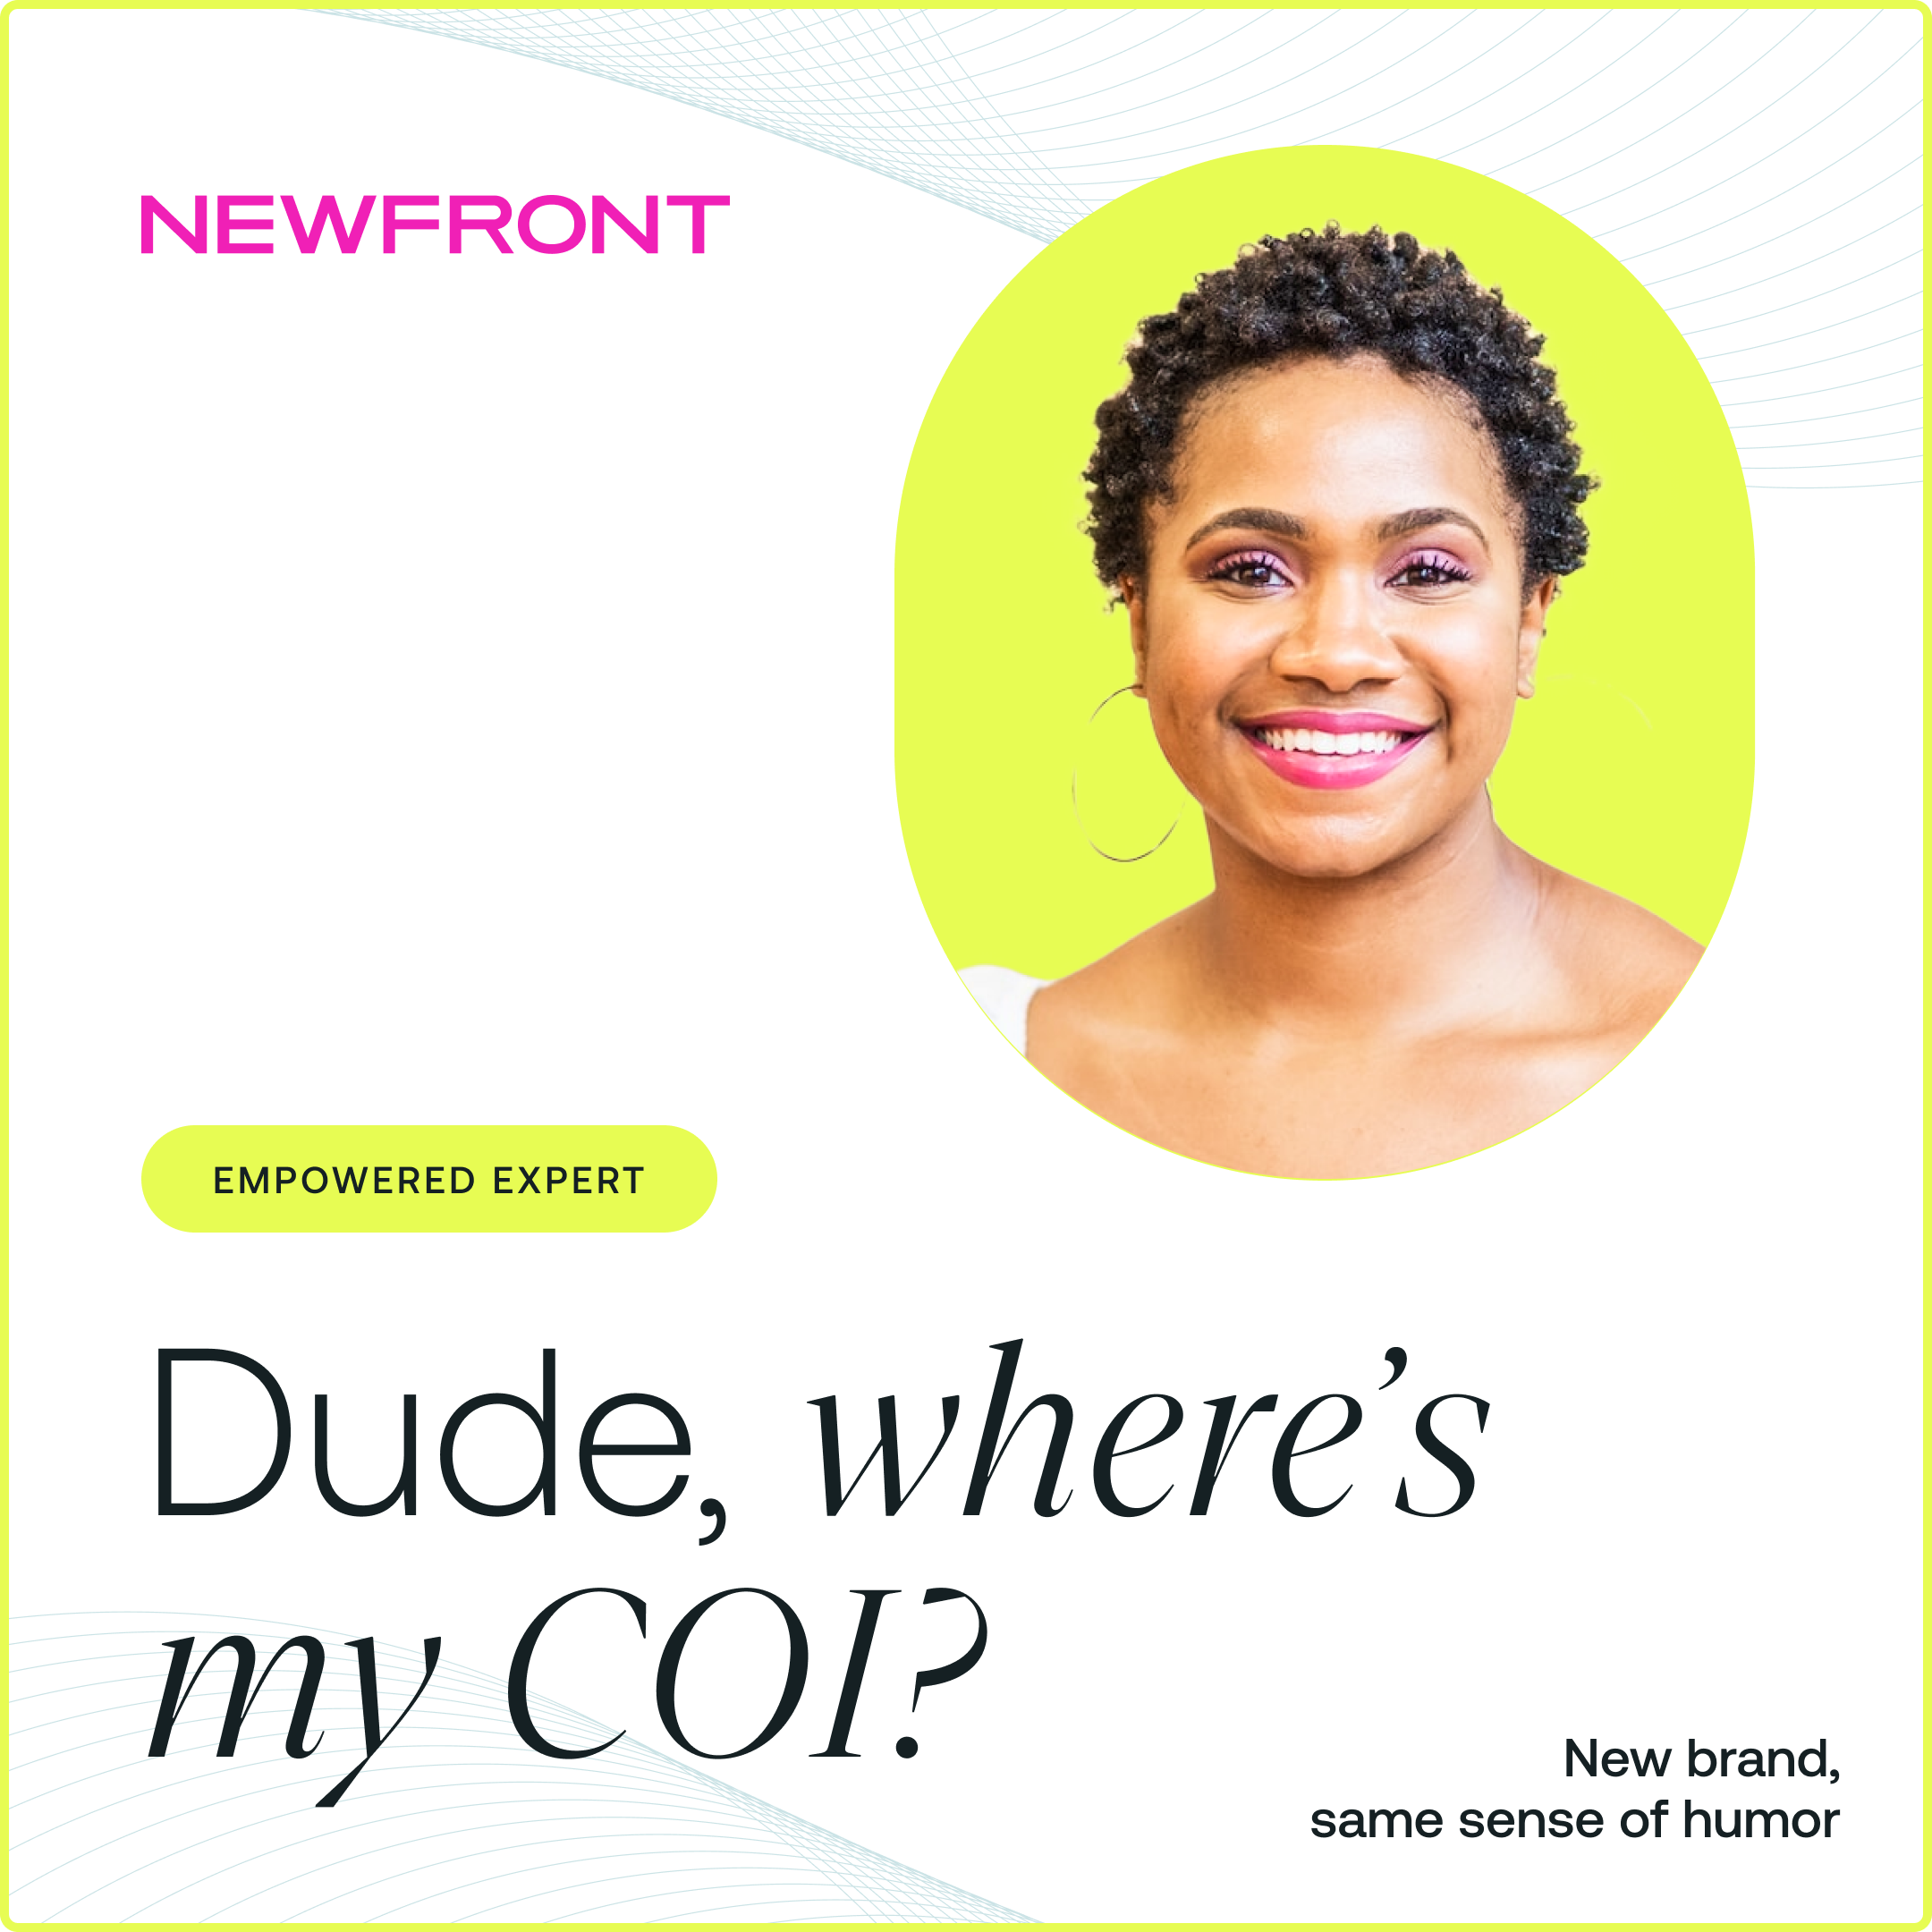 NEWFRONT
EMPOWERED EXPERT
Dude, where’s
my COI?
New brand,
same sense of humor